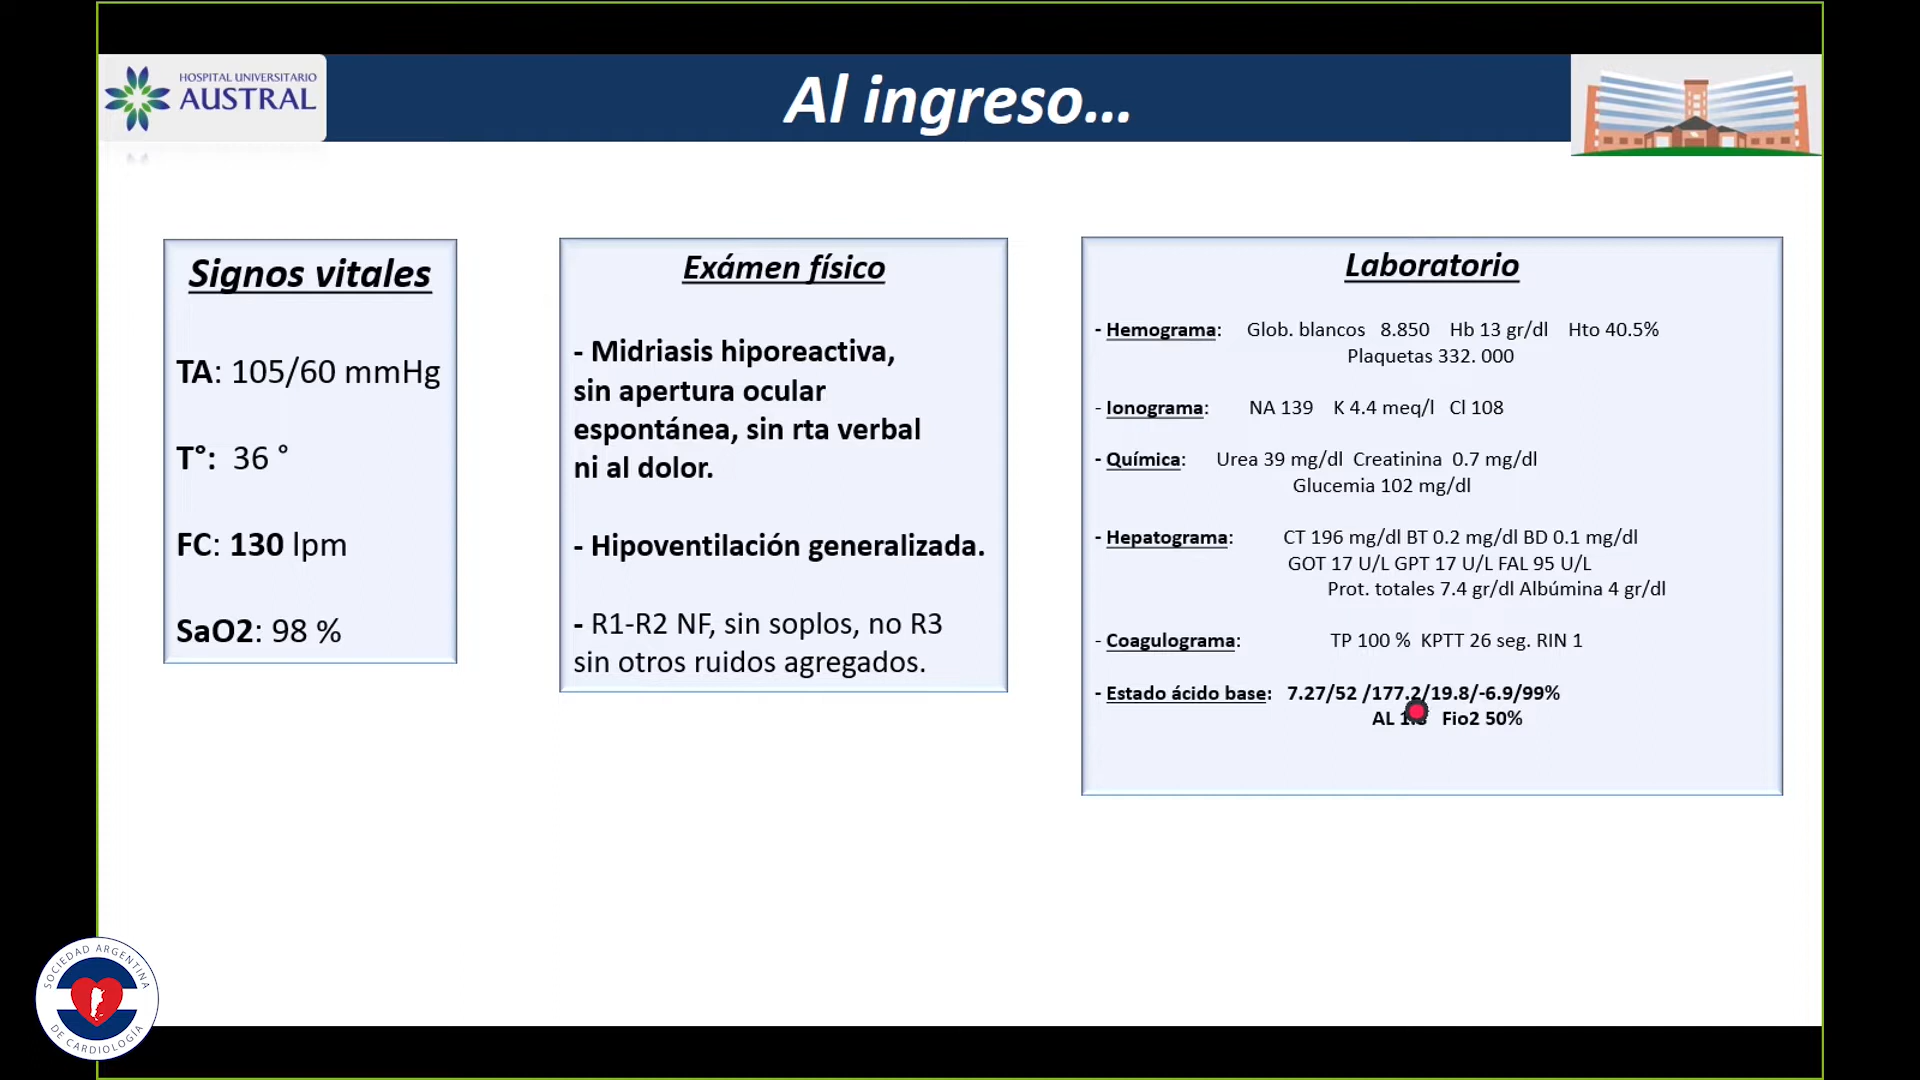 HOSPITAL UNIVERSITARIO
AUSTRAL
Al ingreso...
Signos vitales
TA: 105/60 mmHg
T°: 36 °
FC: 130 lpm
SaO2: 98 %
Exámen físico
- Midriasis hiporeactiva,
sin apertura ocular
espontánea, sin rta verbal
ni al dolor.
- Hipoventilación generalizada.
- R1-R2 NF, sin soplos, no R3
sin otros ruidos agregados.
Laboratorio
- Hemograma: Glob. blancos 8.850 Hb 13 gr/dl Hto 40.5%
Plaquetas 332. 000
- Ionograma: NA 139 K 4.4 meq/l Cl 108
- Química: Urea 39 mg/dl Creatinina 0.7 mg/dl
Glucemia 102 mg/dl
- Hepatograma: CT 196 mg/dl BT 0.2 mg/dl BD 0.1 mg/dl
GOT 17 U/L GPT 17 U/L FAL 95 U/L
Prot. totales 7.4 gr/dl Albúmina 4 gr/dl
- Coagulograma: TP 100 % KPTT 26 seg. RIN 1
- Estado ácido base: 7.27/52 /177.2/19.8/-6.9/99%
AL Fio2 50%
SOCIEDAD ARGENTINA
DE CARDIOLOGÍA